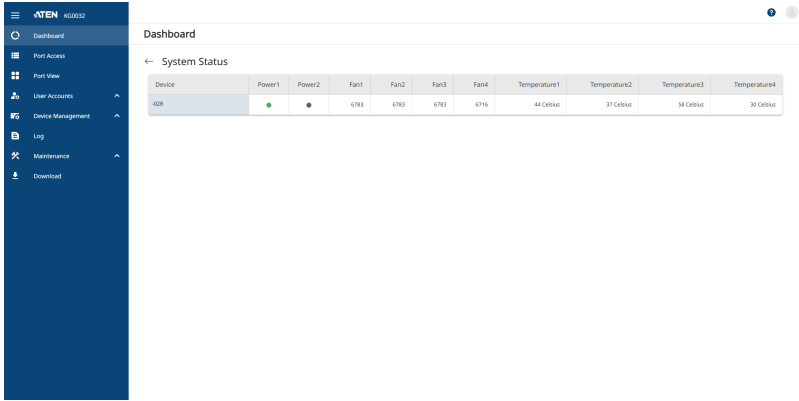 ATEN KG0032
Dashboard
Port Access
Port View
User Accounts
Device Management
Log
Maintenance
Download
?
Dashboard
← System Status
Device Power1 Power2 Fan1 Fan2 Fan3 Fan4 Temperature1 Temperature2 Temperature3 Temperature4
-028 6783 6783 6783 6716 44 Celsius 37 Celsius 58 Celsius 30 Celsius